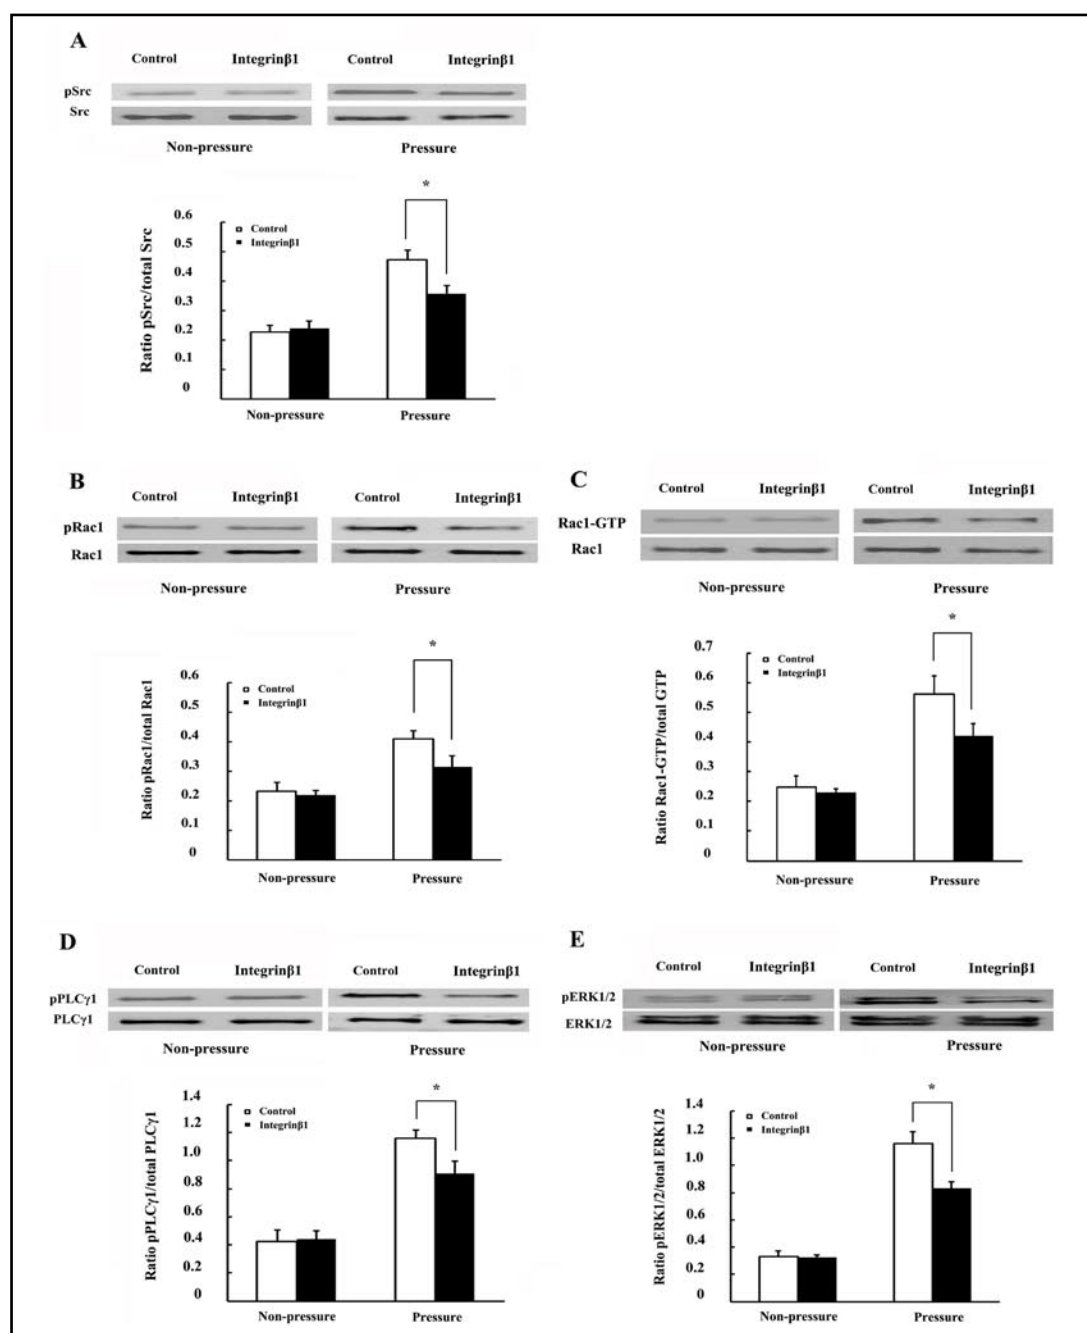 A
Control Integrinβ1 Control Integrinβ1
pSrc
Src
Non-pressure Pressure
*
Ratio pSrc/total Src
0.6
0.5
0.4
0.3
0.2
0.1
0
Control
Integrinβ1
Non-pressure Pressure
B
Control Integrinβ1 Control Integrinβ1
pRac1
Rac1
Non-pressure Pressure
*
Ratio pRac1/total Rac1
0.6
0.5
0.4
0.3
0.2
0.1
0
Control
Integrinβ1
Non-pressure Pressure
C
Control Integrinβ1 Control Integrinβ1
Rac1-GTP
Rac1
Non-pressure Pressure
*
Ratio Rac1-GTP/total GTP
0.7
0.6
0.5
0.4
0.3
0.2
0.1
0
Control
Integrinβ1
Non-pressure Pressure
D
Control Integrinβ1 Control Integrinβ1
pPLCγ1
PLCγ1
Non-pressure Pressure
*
Ratio pPLCγ1/total PLCγ1
1.4
1.2
1.0
0.8
0.6
0.4
0.2
0
Control
Integrinβ1
Non-pressure Pressure
E
Control Integrinβ1 Control Integrinβ1
pERK1/2
ERK1/2
Non-pressure Pressure
*
Ratio pERK1/2/total ERK1/2
1.4
1.2
1.0
0.8
0.6
0.4
0.2
0
Control
Integrinβ1
Non-pressure Pressure